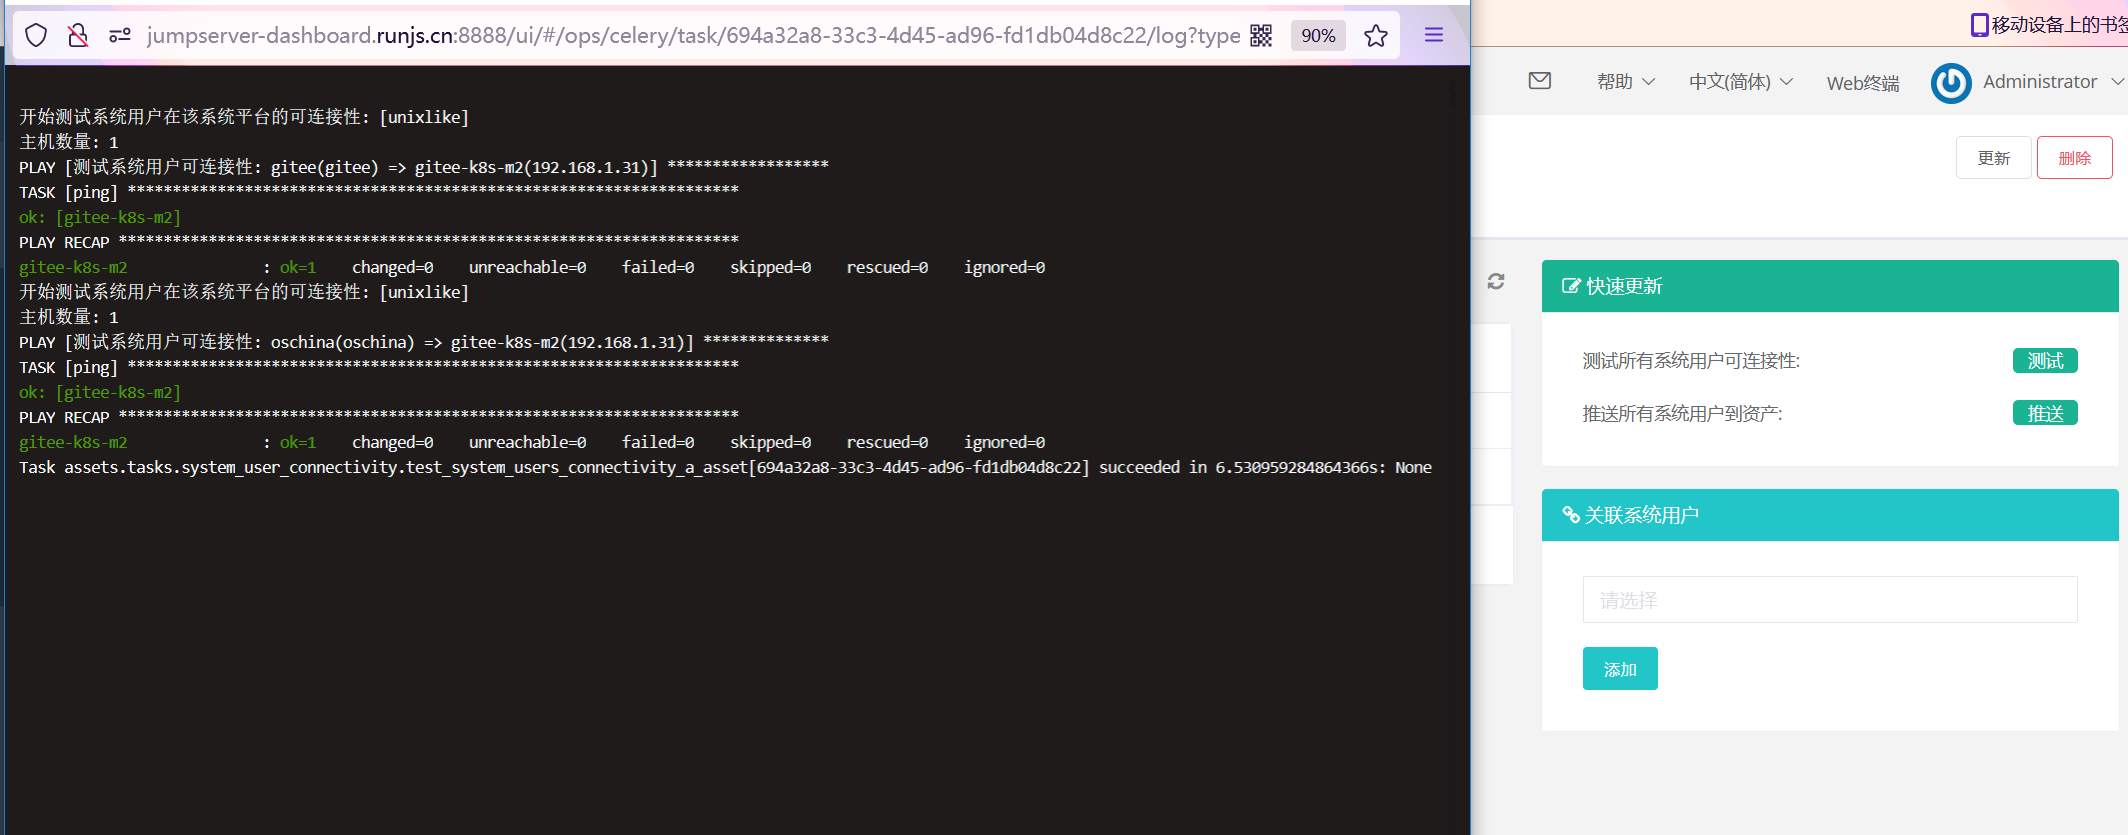 jumpserver-dashboard.runjs.cn:8888/ui/#/ops/celery/task/694a32a8-33c3-4d45-ad96-fd1db04d8c22/log?type
90%
开始测试系统用户在该系统平台的可连接性: [unixlike]
主机数量: 1
PLAY [测试系统用户可连接性: gitee(gitee) => gitee-k8s-m2(192.168.1.31)] ******************
TASK [ping] ********************************************************************
ok: [gitee-k8s-m2]
PLAY RECAP *********************************************************************
gitee-k8s-m2               : ok=1    changed=0    unreachable=0    failed=0    skipped=0    rescued=0    ignored=0
开始测试系统用户在该系统平台的可连接性: [unixlike]
主机数量: 1
PLAY [测试系统用户可连接性: oschina(oschina) => gitee-k8s-m2(192.168.1.31)] **************
TASK [ping] ********************************************************************
ok: [gitee-k8s-m2]
PLAY RECAP *********************************************************************
gitee-k8s-m2               : ok=1    changed=0    unreachable=0    failed=0    skipped=0    rescued=0    ignored=0
Task assets.tasks.system_user_connectivity.test_system_users_connectivity_a_asset[694a32a8-33c3-4d45-ad96-fd1db04d8c22] succeeded in 6.530959284864366s: None
移动设备上的书签
帮助 中文(简体) Web终端 Administrator
更新 删除
快速更新
测试所有系统用户可连接性: 测试
推送所有系统用户到资产: 推送
关联系统用户
请选择
添加